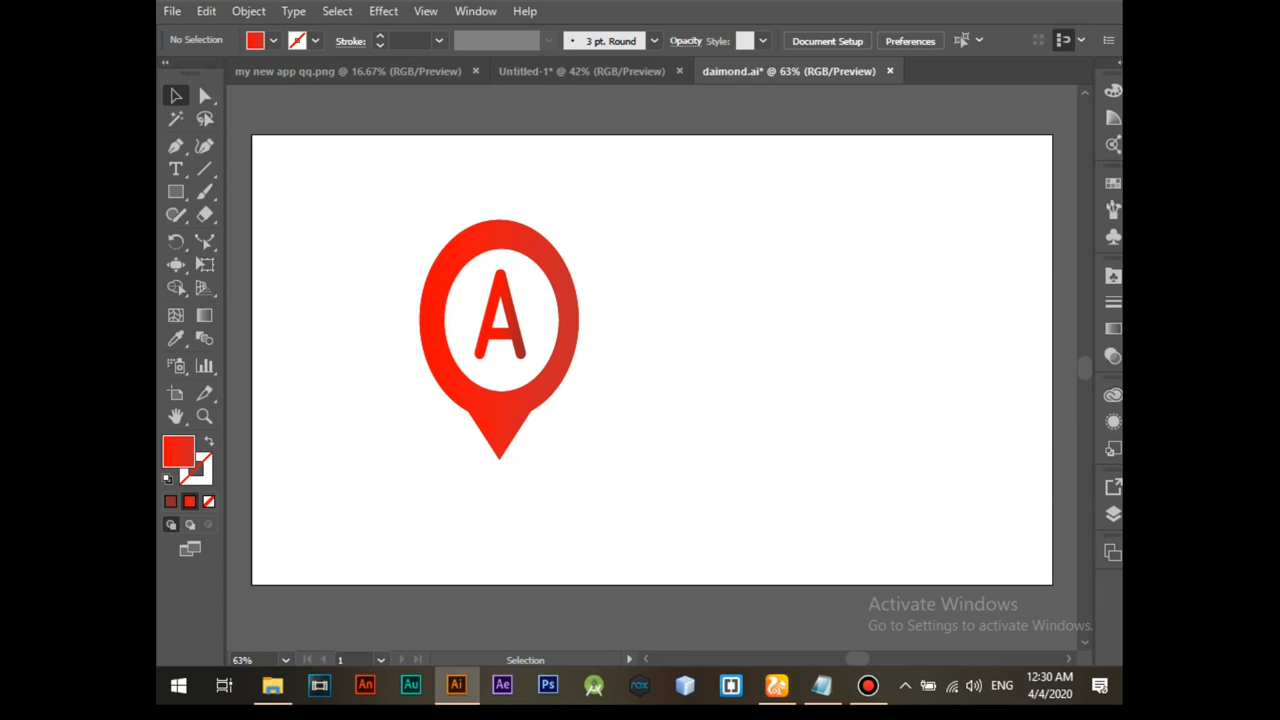 File Edit Object Type Select Effect View Window Help
No Selection Stroke: 3 pt. Round Opacity Style: Document Setup Preferences
my new app qq.png @ 16.67% (RGB/Preview) × Untitled-1* @ 42% (RGB/Preview) × daimond.ai* @ 63% (RGB/Preview) ×
A
Activate Windows
Go to Settings to activate Windows.
63% 1 Selection
An Au Ai Ae Ps nox ENG 12:30 AM
4/4/2020